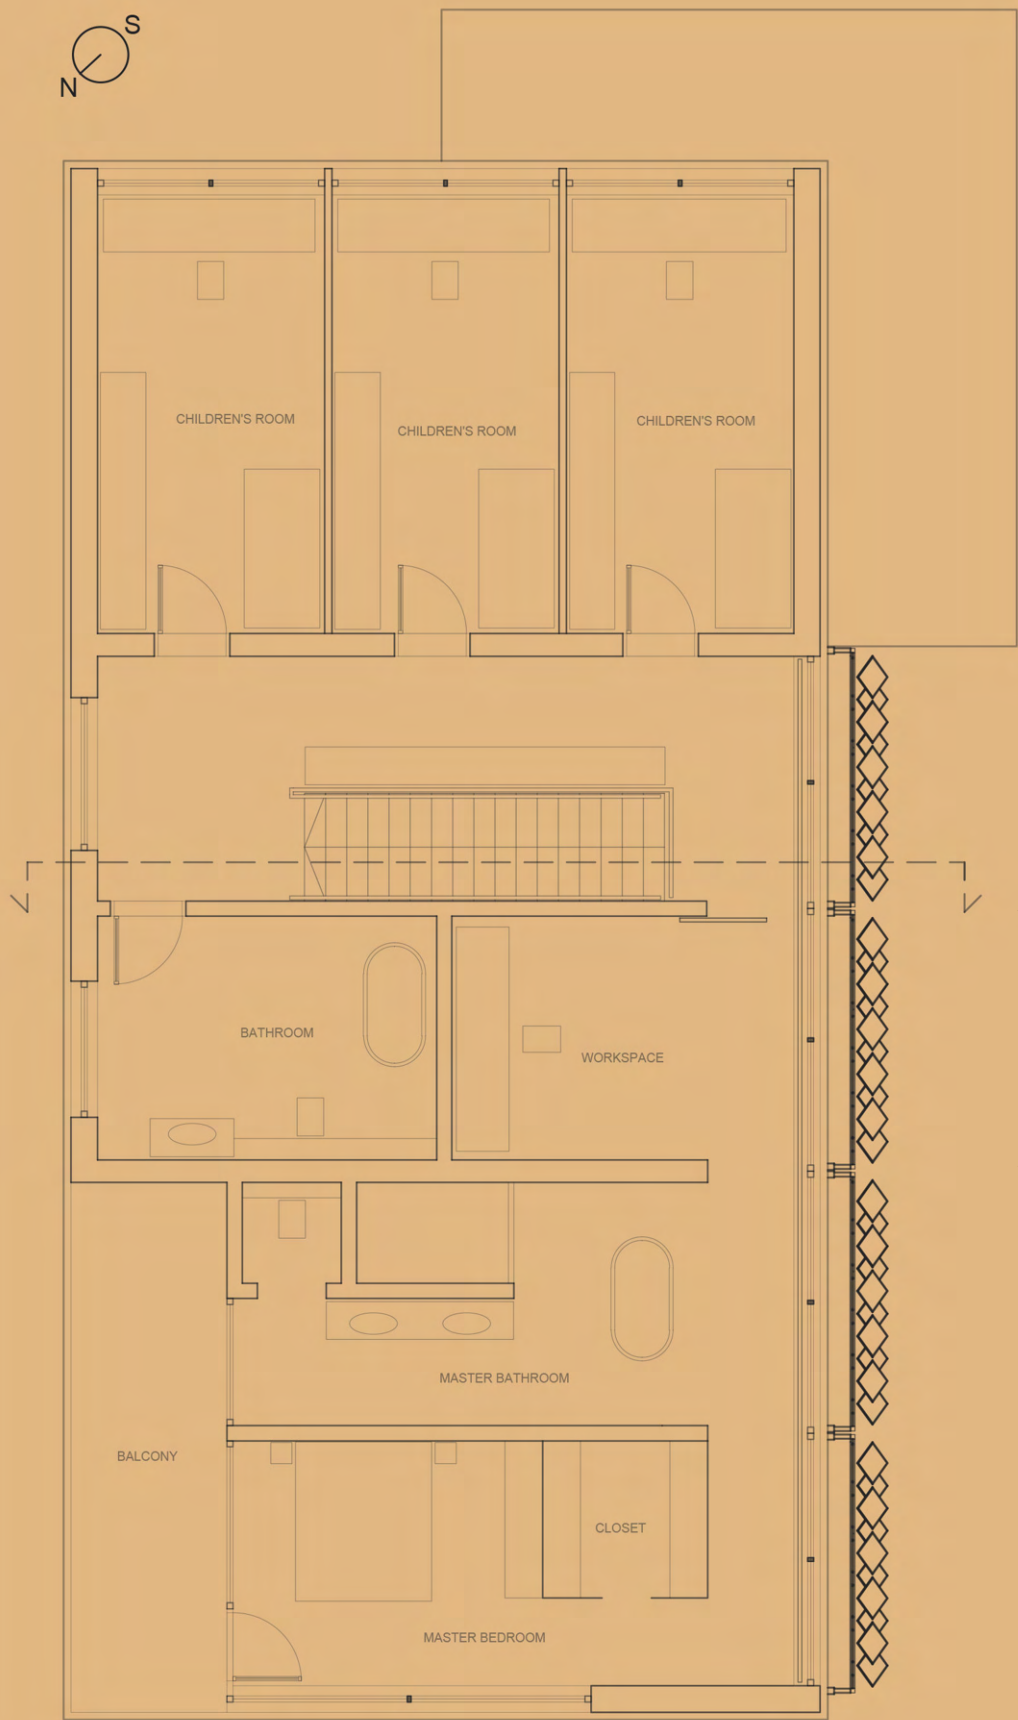 S
N
CHILDREN'S ROOM
CHILDREN'S ROOM
CHILDREN'S ROOM
BATHROOM
WORKSPACE
MASTER BATHROOM
BALCONY
CLOSET
MASTER BEDROOM